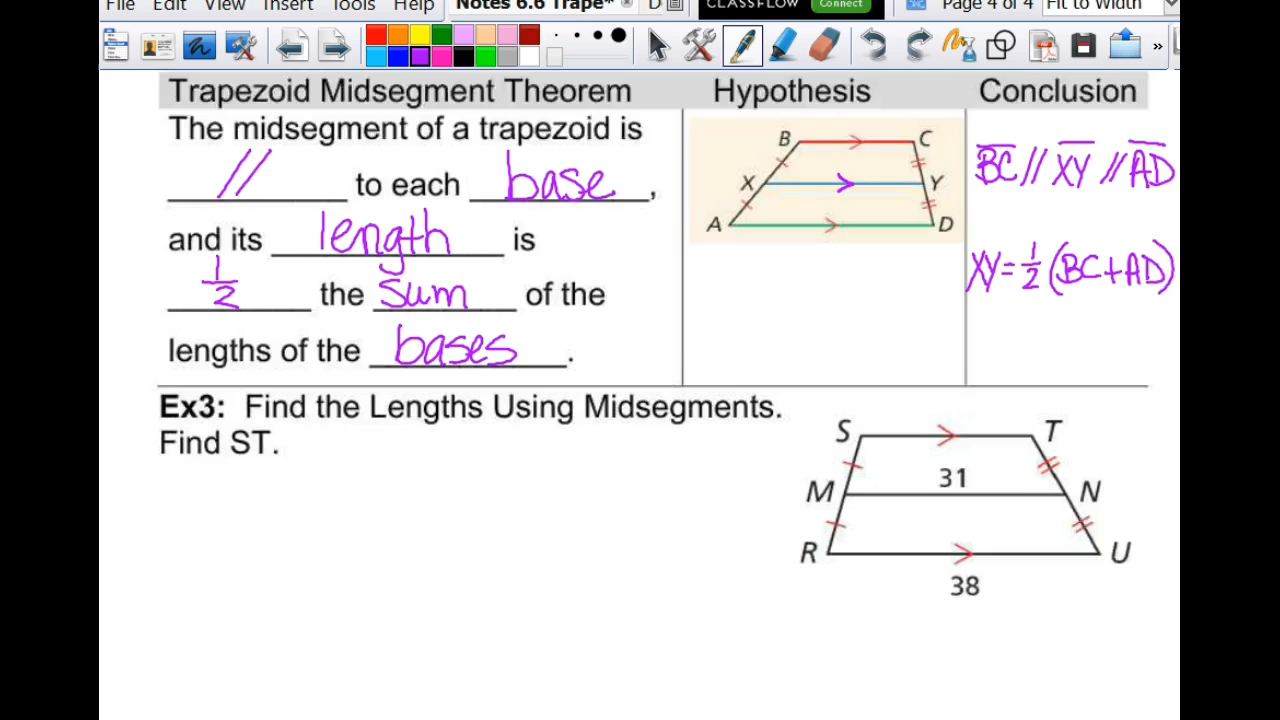 File Edit View Insert Tools Help Notes 6.6 Trape* D CLASSFLOW Connect Page 4 of 4 Fit to Width
»
Trapezoid Midsegment Theorem Hypothesis Conclusion
The midsegment of a trapezoid is
// to each base,
and its length is
1/2 the sum of the
lengths of the bases.
B C
X Y
A D
BC // XY // AD
XY = 1/2 (BC + AD)
Ex3: Find the Lengths Using Midsegments.
Find ST.
S T
31
M N
R U
38